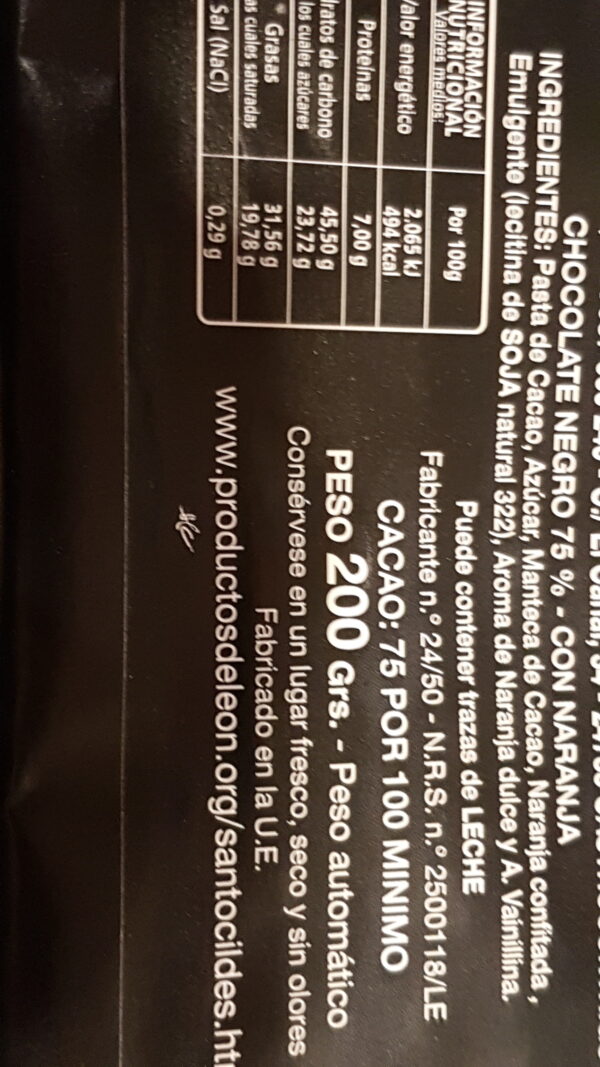 CHOCOLATE NEGRO 75 % - CON NARANJA
INGREDIENTES: Pasta de Cacao, Azúcar, Manteca de Cacao, Naranja confitada,
Emulgente (lecitina de SOJA natural 322), Aroma de Naranja dulce y A. Vainillina.
Puede contener trazas de LECHE
Fabricante n.º 24/50 - N.R.S. n.º 2500118/LE
CACAO: 75 POR 100 MINIMO
PESO 200 Grs. - Peso automático
Consérvese en un lugar fresco, seco y sin olores
Fabricado en la U.E.
www.productosdeleon.org/santocildes.ht
INFORMACIÓN
NUTRICIONAL
Valores medios: Por 100g
Valor energético 2.065 kJ
494 kcal
Proteínas 7,00 g
dratos de carbono 45,50 g
los cuales azúcares 23,72 g
Grasas 31,56 g
as cuales saturadas 19,78 g
Sal (NaCl) 0,29 g